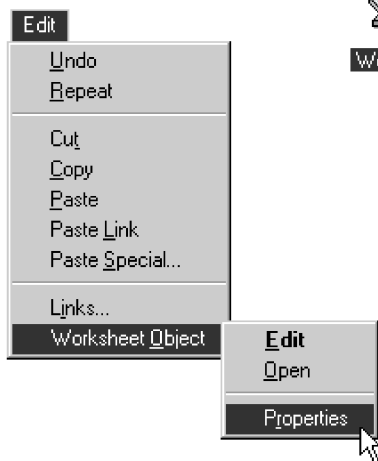 Edit
Undo
Repeat
Cut
Copy
Paste
Paste Link
Paste Special...
Links...
Worksheet Object
Edit
Open
Properties